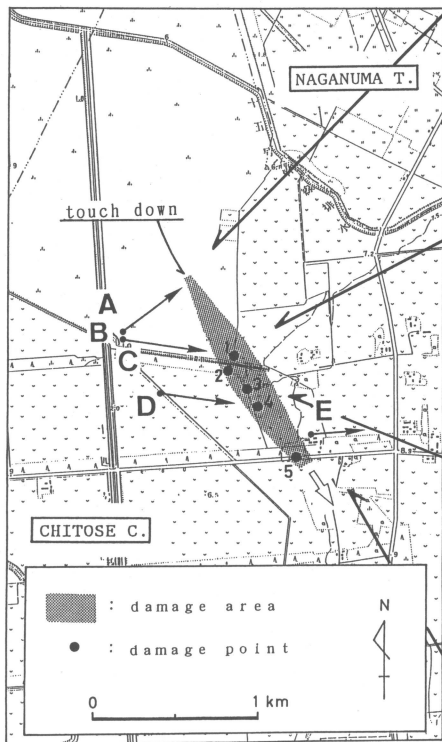 NAGANUMA T.
touch down
A
B
C
D
E
1
2
3
4
5
CHITOSE C.
: damage area
: damage point
N
0 1 km